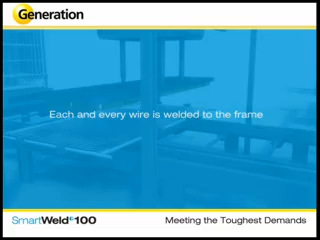 Generation
Each and every wire is welded to the frame
SmartWeld 100
Meeting the Toughest Demands